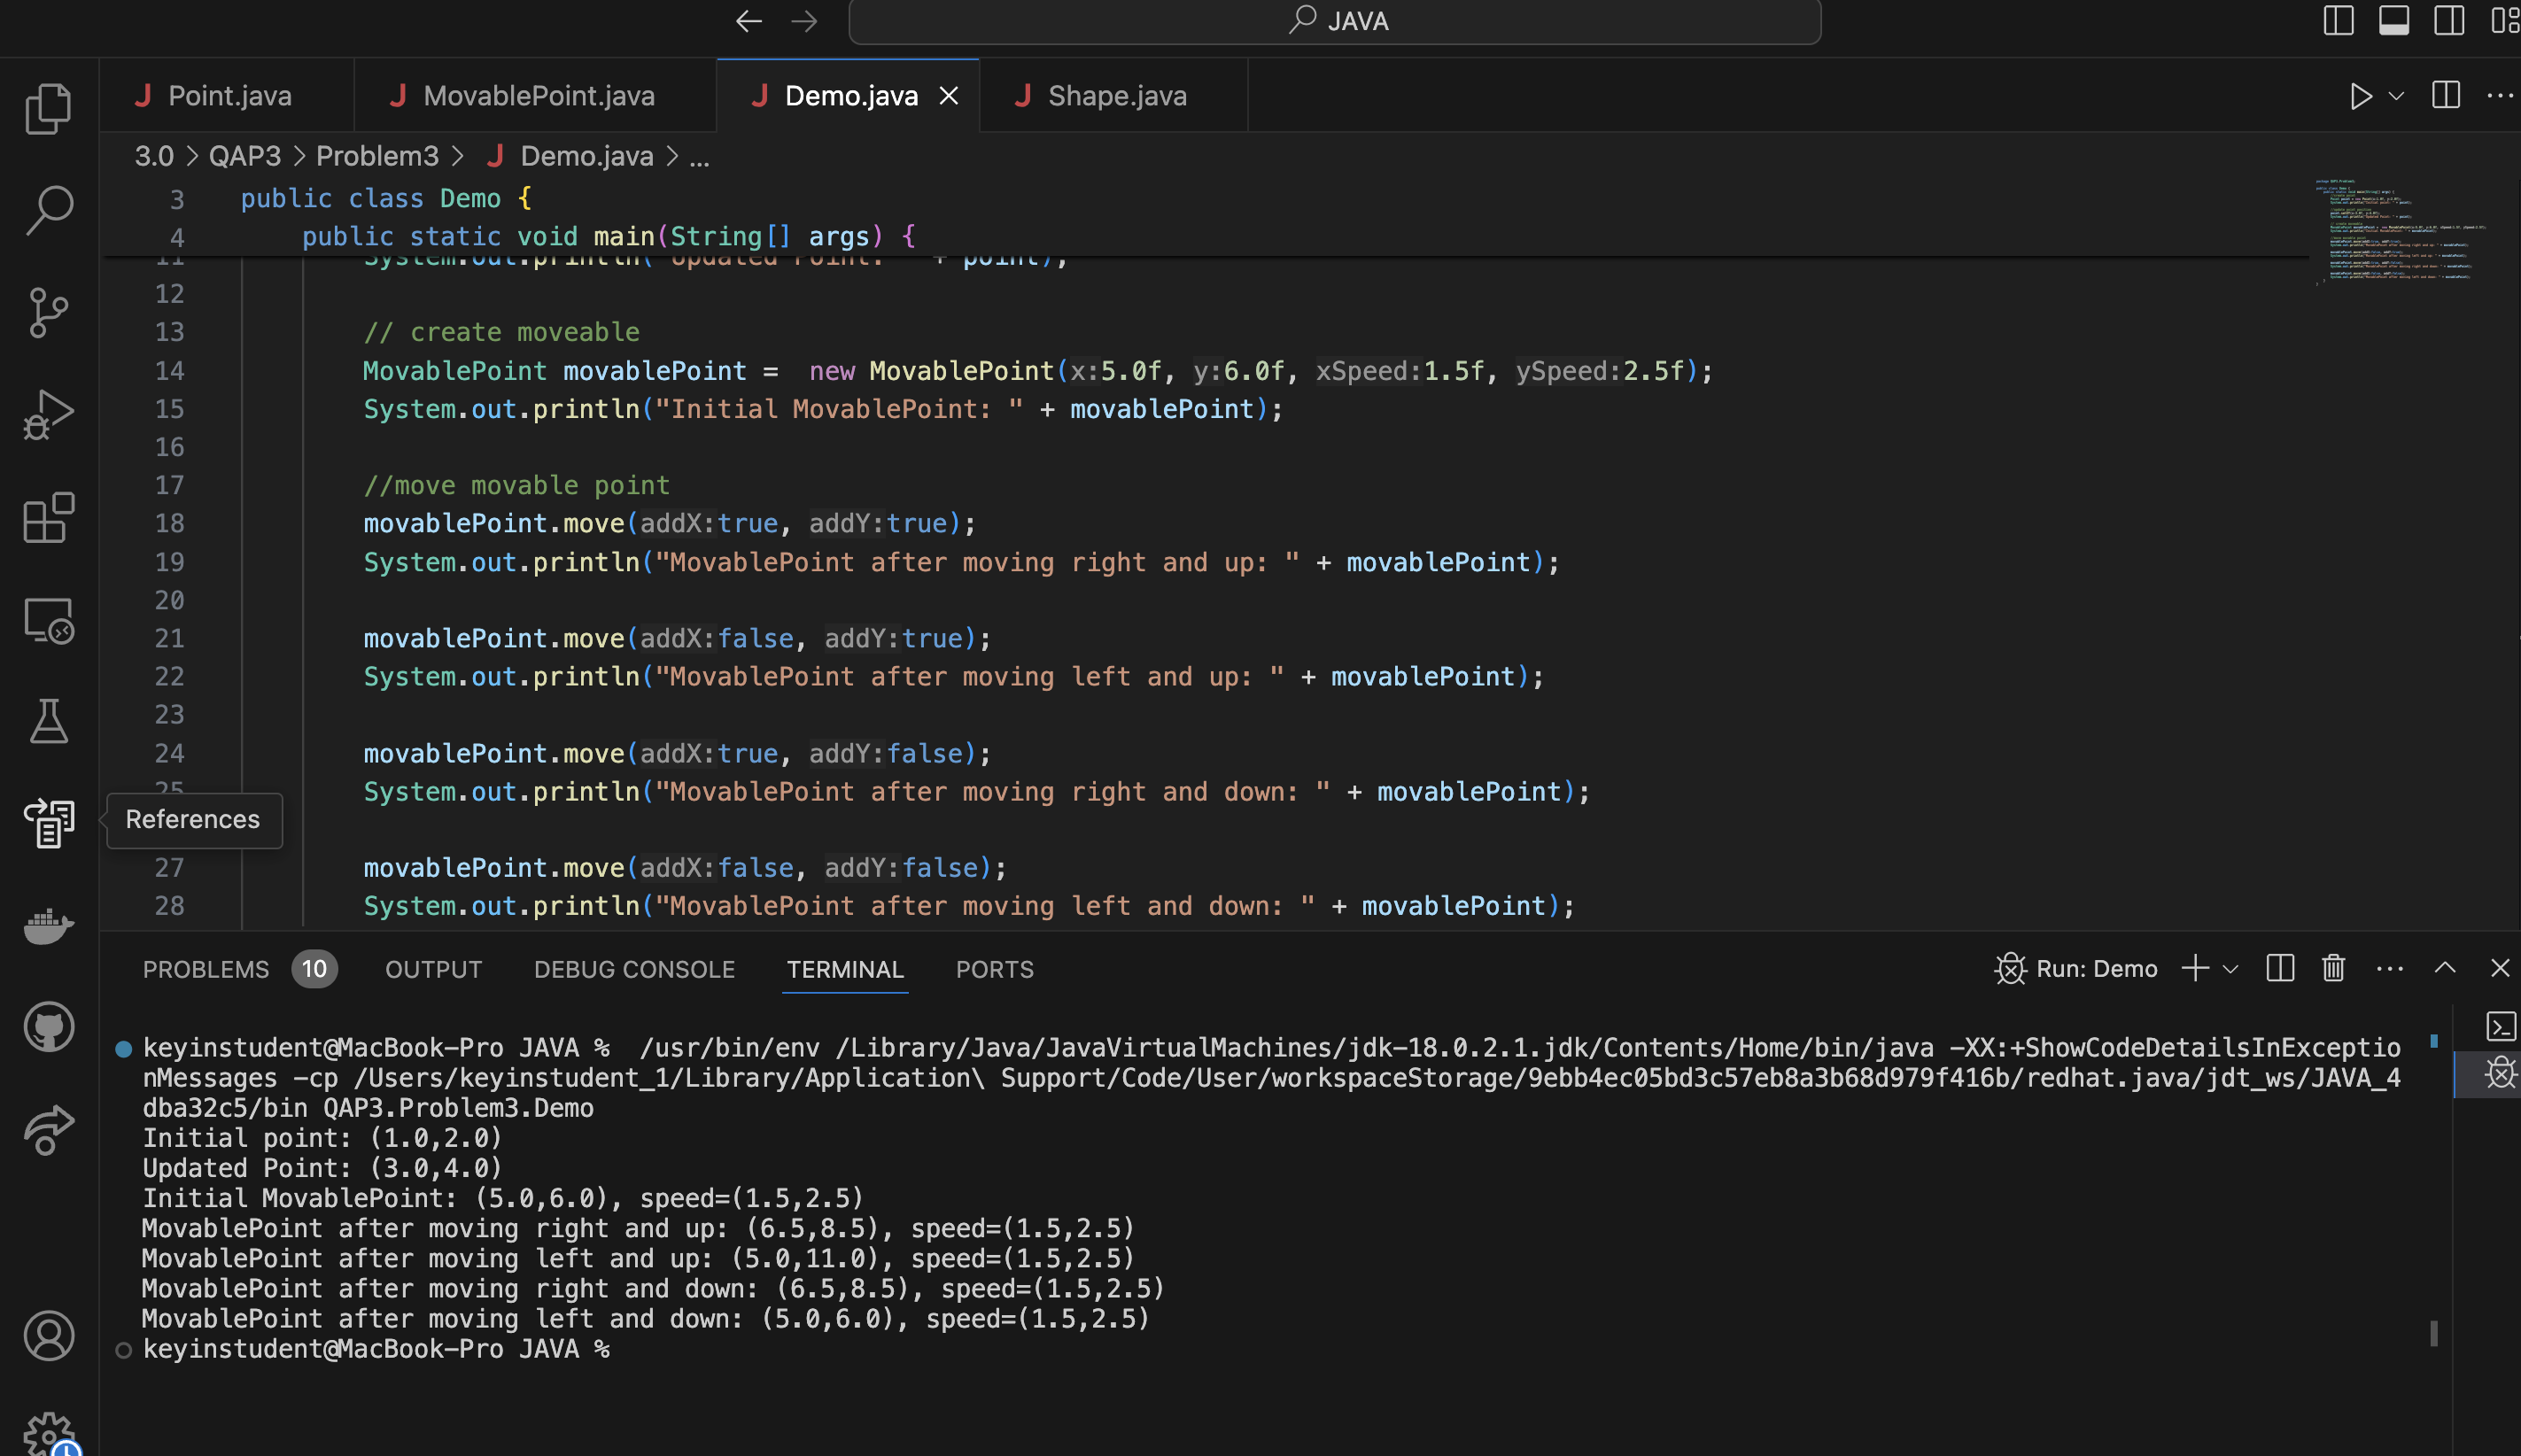 JAVA
Point.java
MovablePoint.java
Demo.java
Shape.java
3.0 > QAP3 > Problem3 > Demo.java > ...
3 public class Demo {
4 public static void main(String[] args) {
11 System.out.println("Updated Point: " + point);
12
13 // create moveable
14 MovablePoint movablePoint =  new MovablePoint(x:5.0f, y:6.0f, xSpeed:1.5f, ySpeed:2.5f);
15 System.out.println("Initial MovablePoint: " + movablePoint);
16
17 //move movable point
18 movablePoint.move(addX:true, addY:true);
19 System.out.println("MovablePoint after moving right and up: " + movablePoint);
20
21 movablePoint.move(addX:false, addY:true);
22 System.out.println("MovablePoint after moving left and up: " + movablePoint);
23
24 movablePoint.move(addX:true, addY:false);
25 System.out.println("MovablePoint after moving right and down: " + movablePoint);
References
27 movablePoint.move(addX:false, addY:false);
28 System.out.println("MovablePoint after moving left and down: " + movablePoint);
PROBLEMS 10 OUTPUT DEBUG CONSOLE TERMINAL PORTS Run: Demo
keyinstudent@MacBook-Pro JAVA %  /usr/bin/env /Library/Java/JavaVirtualMachines/jdk-18.0.2.1.jdk/Contents/Home/bin/java -XX:+ShowCodeDetailsInExceptio
nMessages -cp /Users/keyinstudent_1/Library/Application\ Support/Code/User/workspaceStorage/9ebb4ec05bd3c57eb8a3b68d979f416b/redhat.java/jdt_ws/JAVA_4
dba32c5/bin QAP3.Problem3.Demo
Initial point: (1.0,2.0)
Updated Point: (3.0,4.0)
Initial MovablePoint: (5.0,6.0), speed=(1.5,2.5)
MovablePoint after moving right and up: (6.5,8.5), speed=(1.5,2.5)
MovablePoint after moving left and up: (5.0,11.0), speed=(1.5,2.5)
MovablePoint after moving right and down: (6.5,8.5), speed=(1.5,2.5)
MovablePoint after moving left and down: (5.0,6.0), speed=(1.5,2.5)
keyinstudent@MacBook-Pro JAVA %